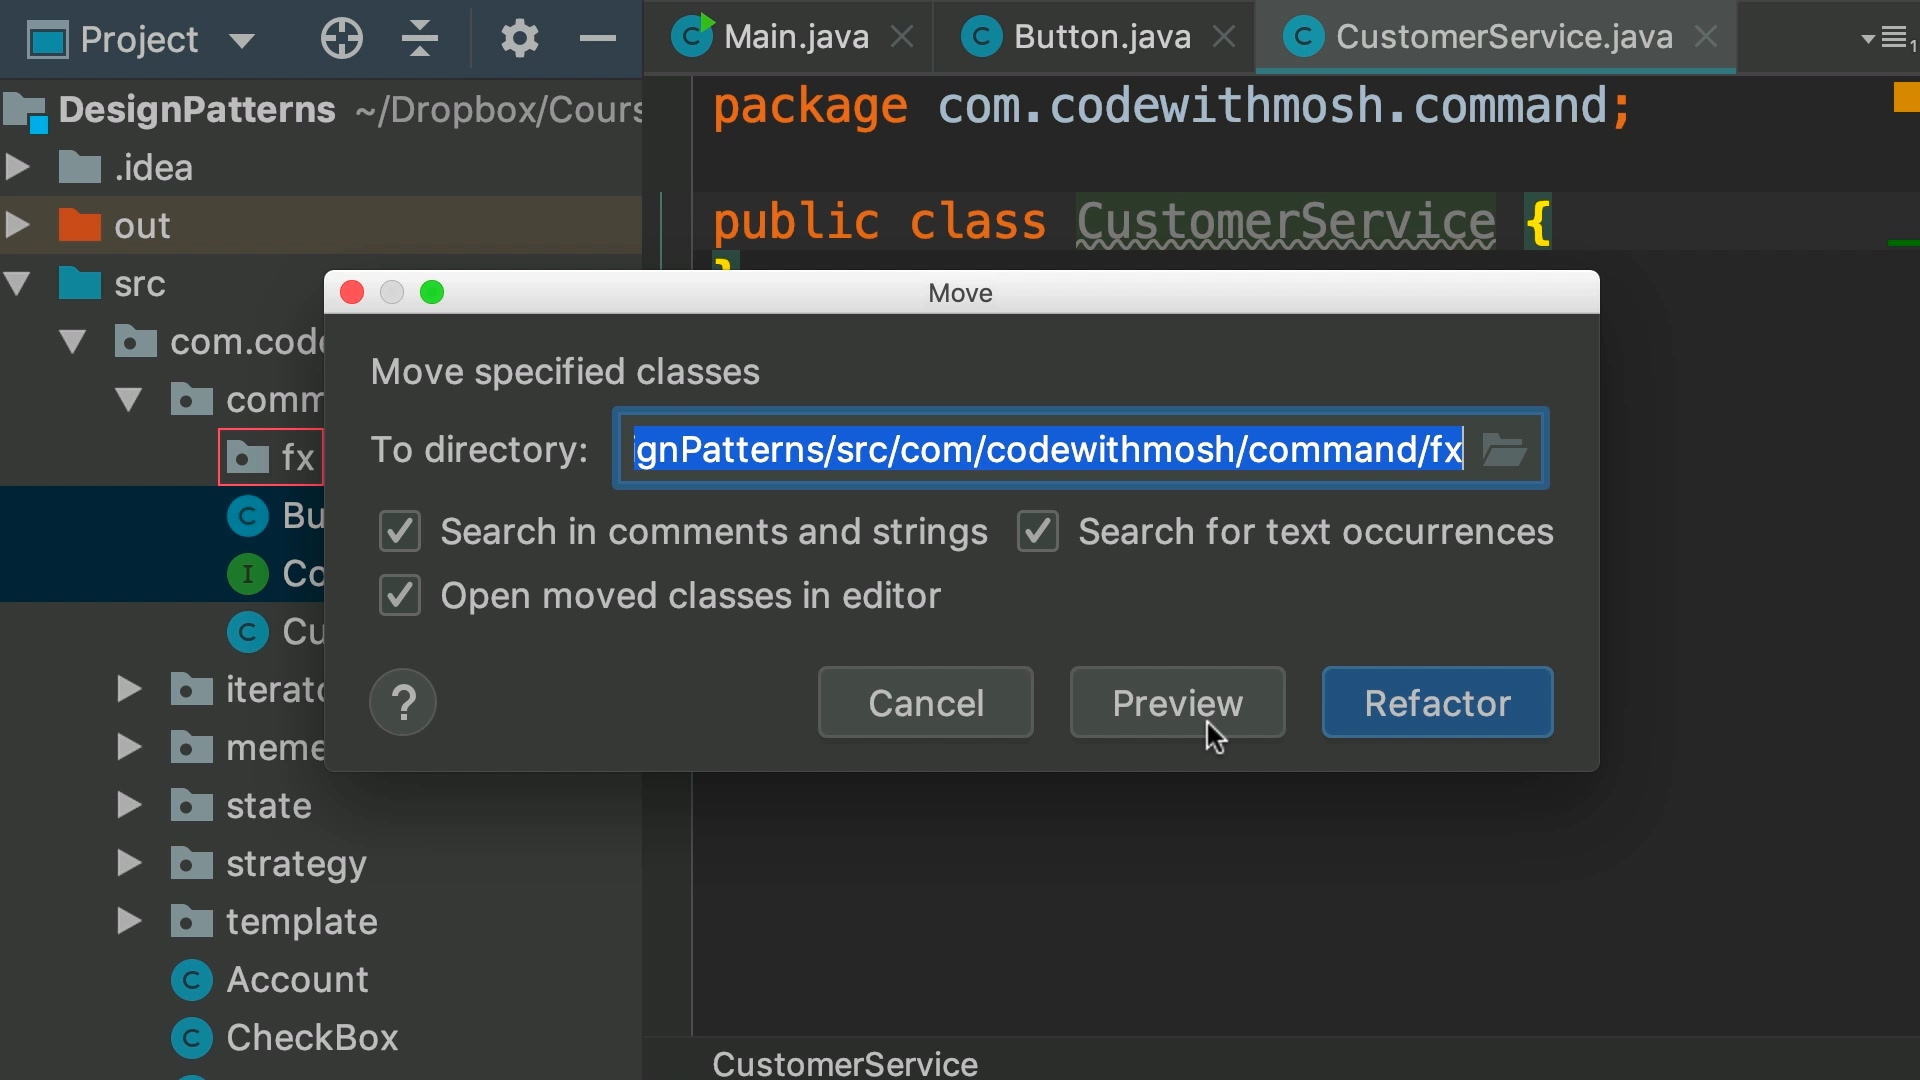 Project
Main.java
Button.java
CustomerService.java
DesignPatterns ~/Dropbox/Cours
.idea
out
src
com.code
comm
fx
Bu
Co
Cu
iterato
meme
state
strategy
template
Account
CheckBox
package com.codewithmosh.command;
public class CustomerService {
}
Move
Move specified classes
To directory: ignPatterns/src/com/codewithmosh/command/fx
Search in comments and strings
Search for text occurrences
Open moved classes in editor
?
Cancel
Preview
Refactor
CustomerService